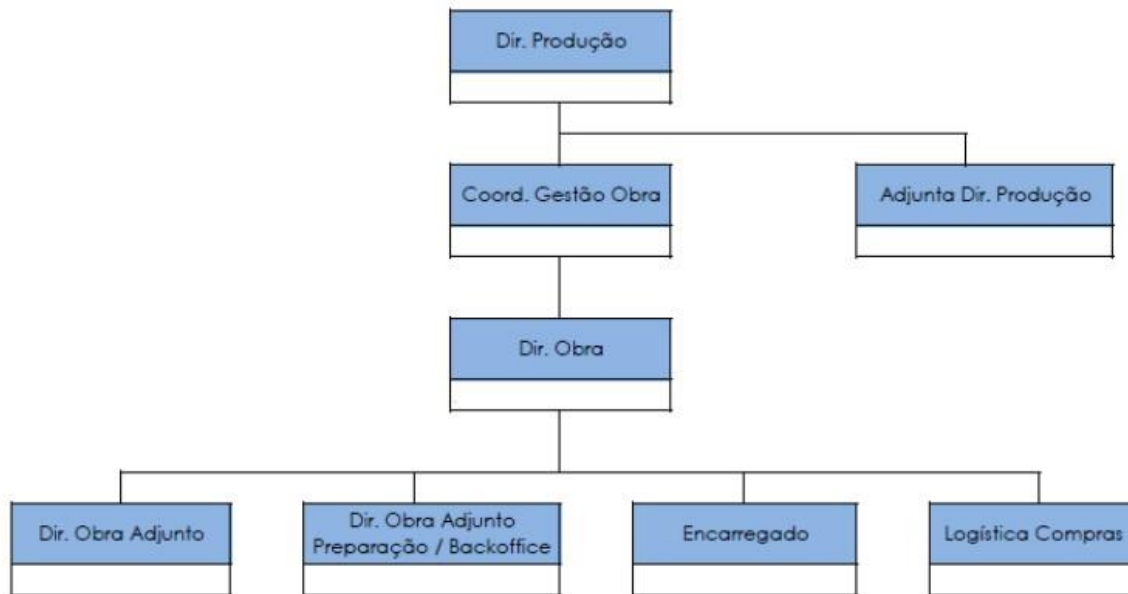 Dir. Produção
Coord. Gestão Obra
Adjunta Dir. Produção
Dir. Obra
Dir. Obra Adjunto
Dir. Obra Adjunto
Preparação / Backoffice
Encarregado
Logística Compras